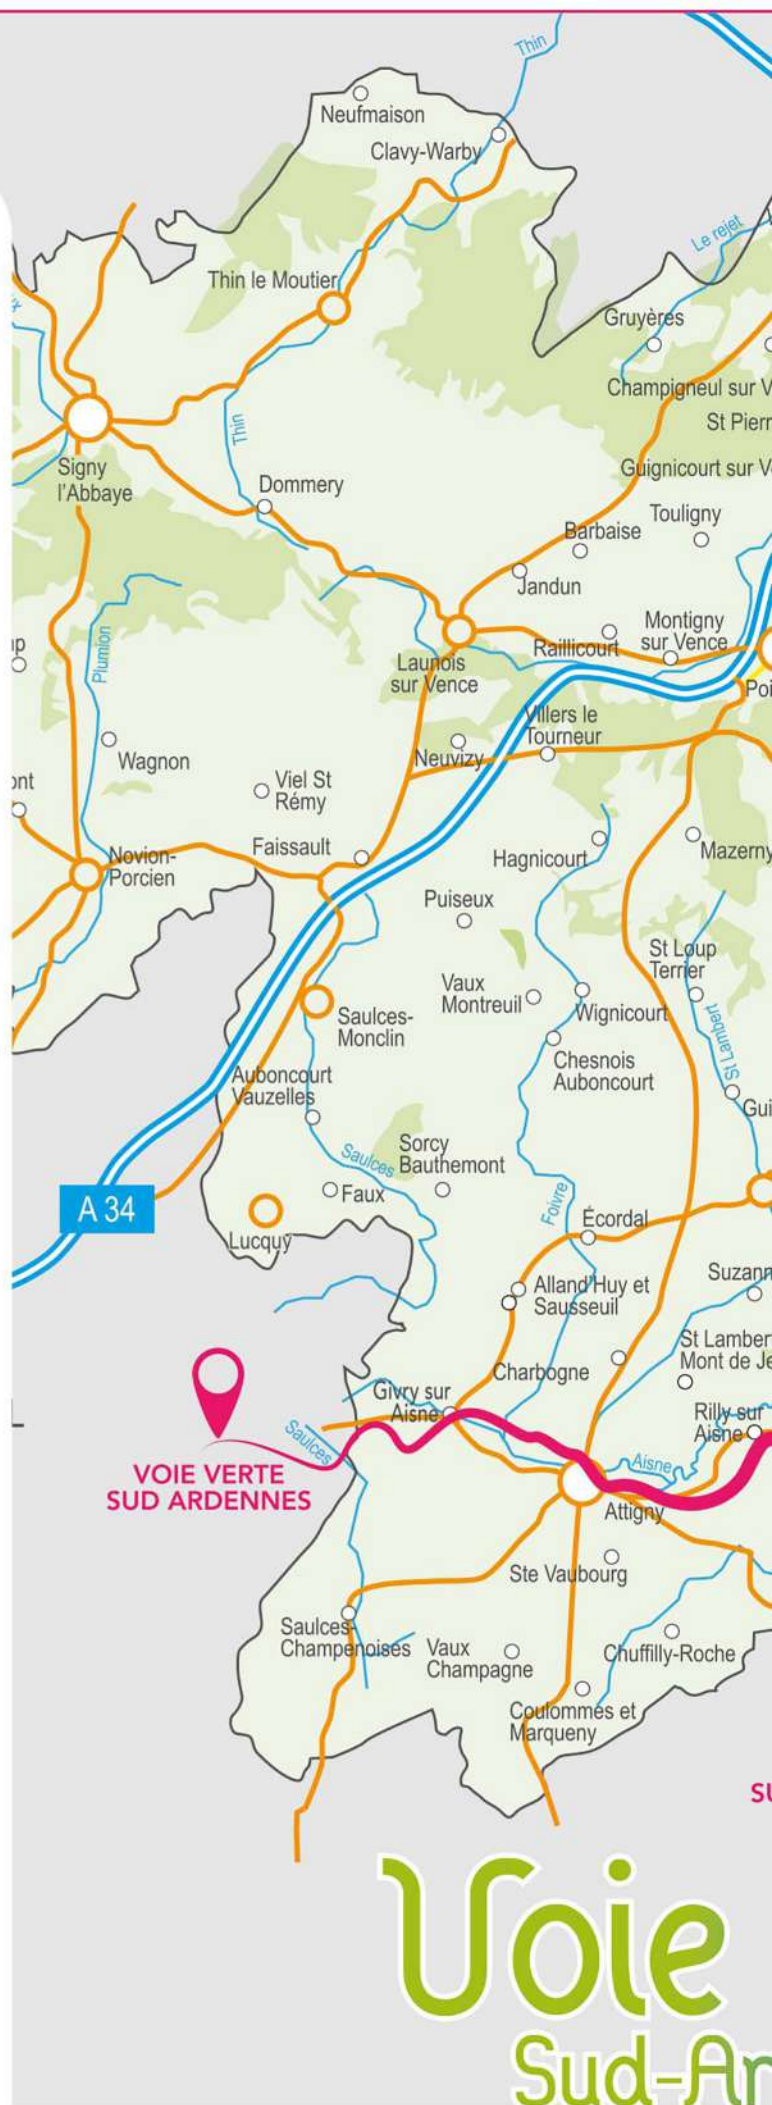 Thin
Neufmaison
Clavy-Warby
Le rejet
Thin le Moutier
Gruyères
Champigneul sur V
St Pierr
Thin
Signy
l'Abbaye
Guignicourt sur V
Dommery
Touligny
Barbaise
Jandun
Montigny
sur Vence
Raillicourt
Launois
sur Vence
Plumion
Poi
Villers le
Tourneur
Neuvizy
Wagnon
Viel St
Rémy
Faissault
Novion-
Porcien
Hagnicourt
Mazerny
Puiseux
St Loup
Terrier
Vaux
Montreuil
Wignicourt
Saulces-
Monclin
St Lambert
Chesnois
Auboncourt
Auboncourt
Vauzelles
Gui
Sorcy
Bauthemont
Saulces
Faux
A 34
Foivre
Écordal
Lucquy
Suzann
Alland'Huy et
Sausseuil
St Lamber
Mont de Je
Charbogne
Givry sur
Aisne
Rilly sur
Aisne
Saulces
Aisne
VOIE VERTE
SUD ARDENNES
Attigny
Ste Vaubourg
Saulces-
Champenoises
Vaux
Champagne
Chuffilly-Roche
Coulommes et
Marqueny
SU
Voie
Sud-Ar